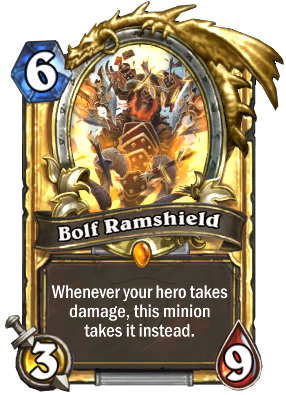 6
Bolf Ramshield
Whenever your hero takes
damage, this minion
takes it instead.
3
9